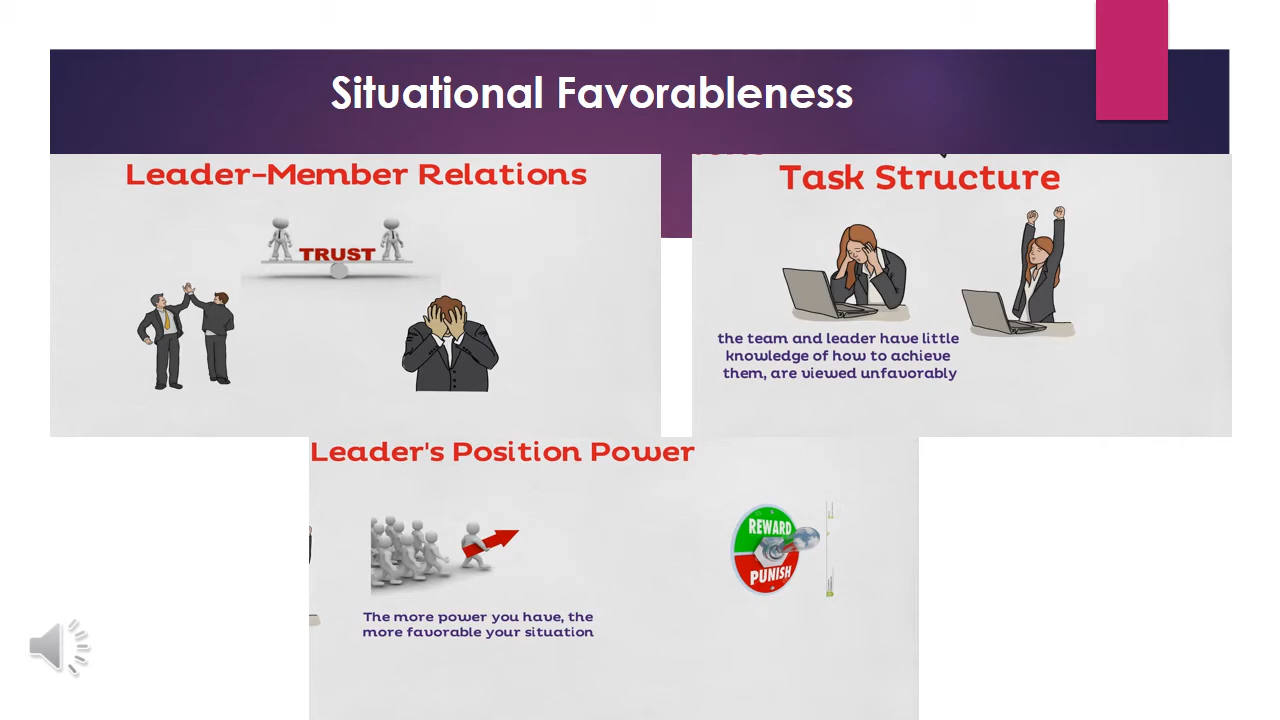 Situational Favorableness
Leader-Member Relations
TRUST
Task Structure
the team and leader have little
knowledge of how to achieve
them, are viewed unfavorably
Leader's Position Power
REWARD
PUNISH
The more power you have, the
more favorable your situation